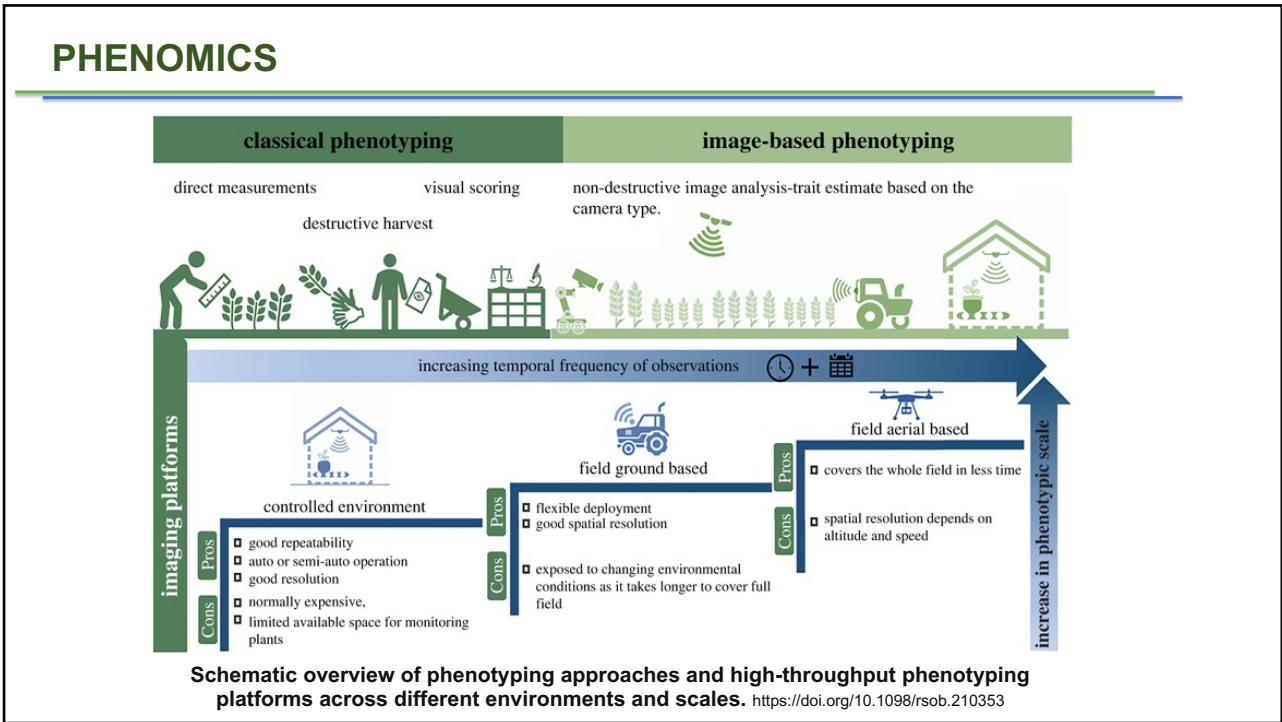 PHENOMICS
classical phenotyping
image-based phenotyping
direct measurements
visual scoring
destructive harvest
non-destructive image analysis-trait estimate based on the
camera type.
imaging platforms
increasing temporal frequency of observations
controlled environment
Pros
good repeatability
auto or semi-auto operation
good resolution
Cons
normally expensive,
limited available space for monitoring
plants
field ground based
Pros
flexible deployment
good spatial resolution
Cons
exposed to changing environmental
conditions as it takes longer to cover full
field
field aerial based
Pros
covers the whole field in less time
Cons
spatial resolution depends on
altitude and speed
increase in phenotypic scale
Schematic overview of phenotyping approaches and high-throughput phenotyping
platforms across different environments and scales. https://doi.org/10.1098/rsob.210353